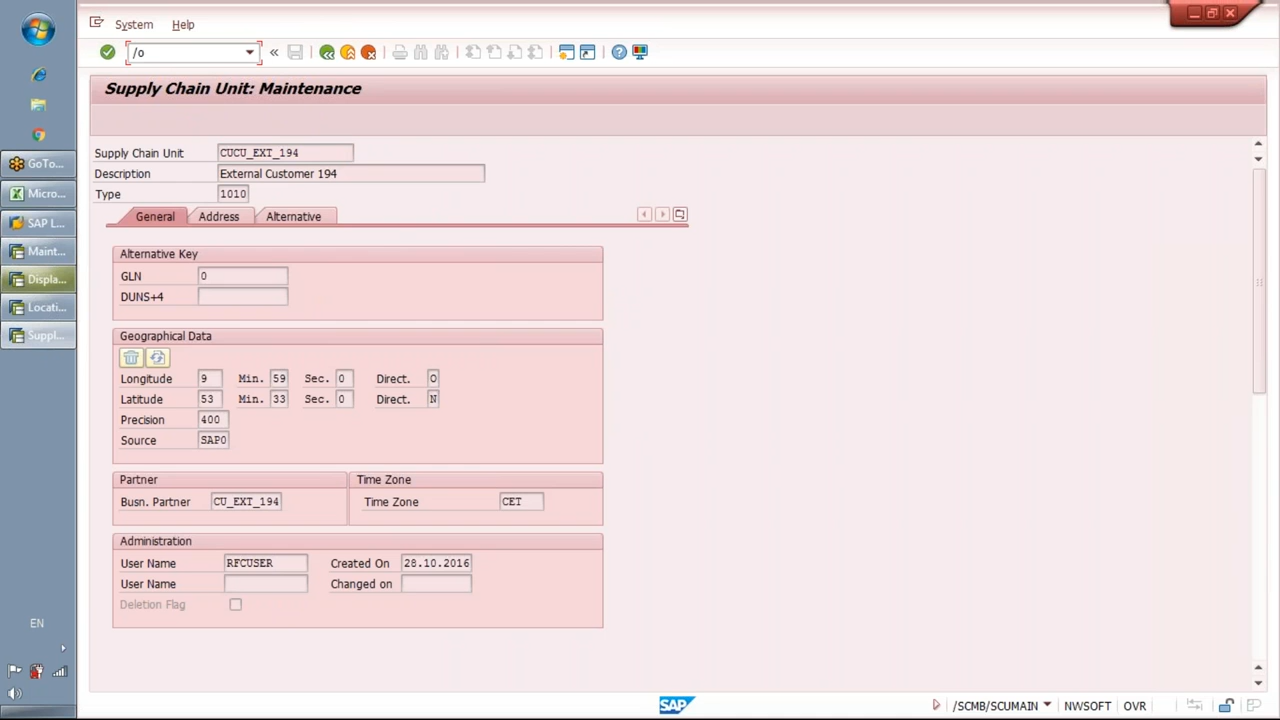 System Help
/o
Supply Chain Unit: Maintenance
Supply Chain Unit CUCU_EXT_194
Description External Customer 194
Type 1010
General Address Alternative
Alternative Key
GLN 0
DUNS+4
Geographical Data
Longitude 9 Min. 59 Sec. 0 Direct. O
Latitude 53 Min. 33 Sec. 0 Direct. N
Precision 400
Source SAP0
Partner Time Zone
Busn. Partner CU_EXT_194 Time Zone CET
Administration
User Name RFCUSER Created On 28.10.2016
User Name Changed on
Deletion Flag
GoTo...
Micro...
SAP L...
Maint...
Displa...
Locati...
Suppl...
EN
SAP /SCMB/SCUMAIN NWSOFT OVR